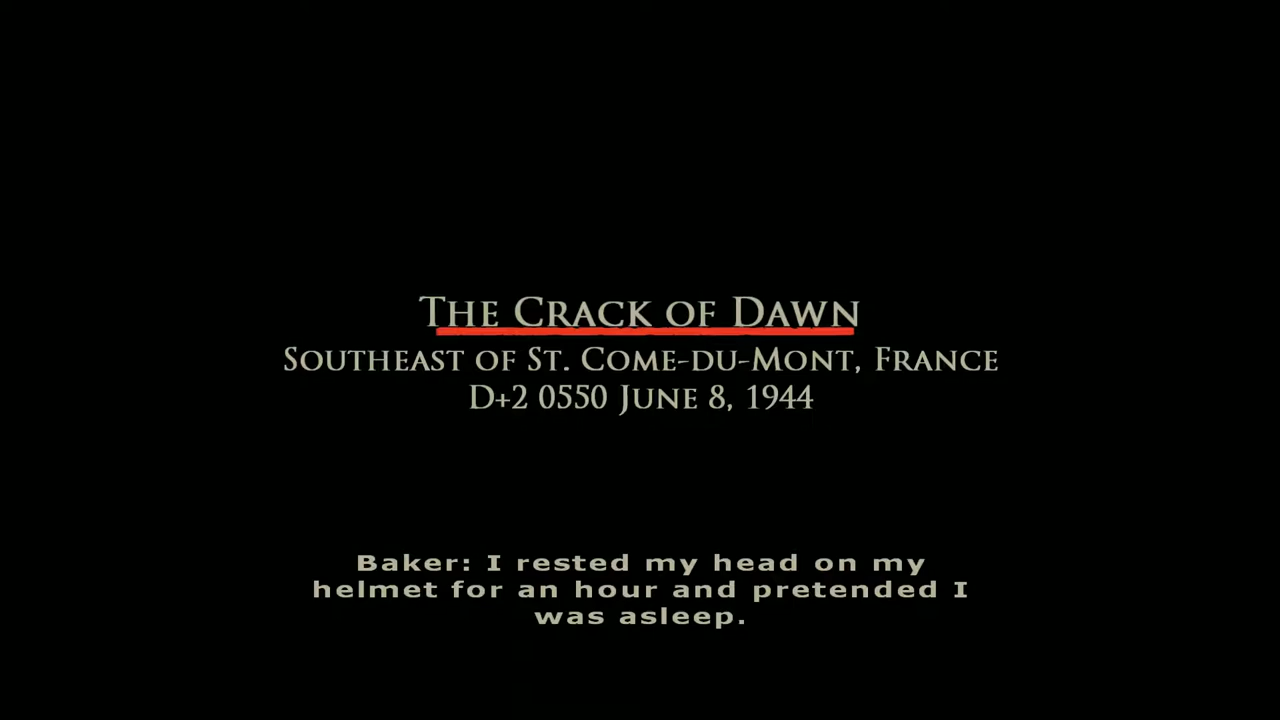 The Crack of Dawn
Southeast of St. Come-du-Mont, France
D+2 0550 June 8, 1944
Baker: I rested my head on my
helmet for an hour and pretended I
was asleep.